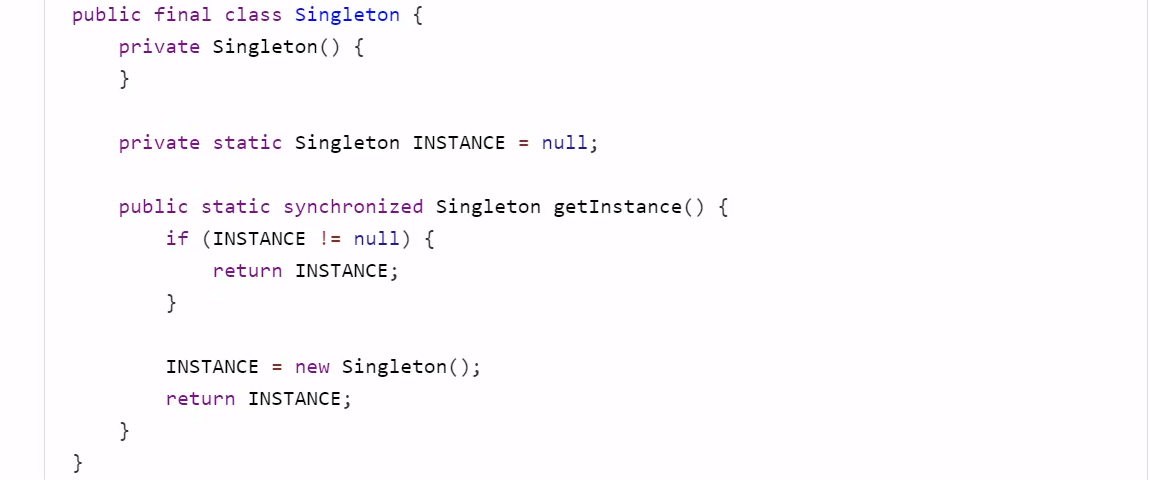 public final class Singleton {
    private Singleton() {
    }

    private static Singleton INSTANCE = null;

    public static synchronized Singleton getInstance() {
        if (INSTANCE != null) {
            return INSTANCE;
        }

        INSTANCE = new Singleton();
        return INSTANCE;
    }
}